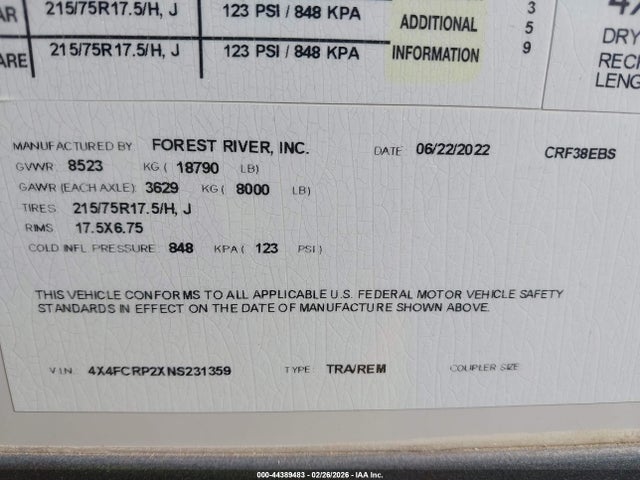 AR 215/75R17.5/H, J 123 PSI / 848 KPA
ARE 215/75R17.5/H, J 123 PSI / 848 KPA
ADDITIONAL
INFORMATION
3
5
9
DRY
LENG
MANUFACTURED BY FOREST RIVER, INC. DATE 06/22/2022 CRF38EBS
GVWR 8523 KG ( 18790 LB)
GAWR (EACH AXLE) 3629 KG ( 8000 LB)
TIRES 215/75R17.5/H, J
RIMS 17.5X6.75
COLD INFL PRESSURE 848 KPA ( 123 PSI )
THIS VEHICLE CONFORMS TO ALL APPLICABLE U.S. FEDERAL MOTOR VEHICLE SAFETY
STANDARDS IN EFFECT ON THE DATE OF MANUFACTURE SHOWN ABOVE.
V I N 4X4FCRP2XNS231359 TYPE: TRA/REM COUPLER SIZE
000-44389483 - 02/26/2026 - IAA Inc.